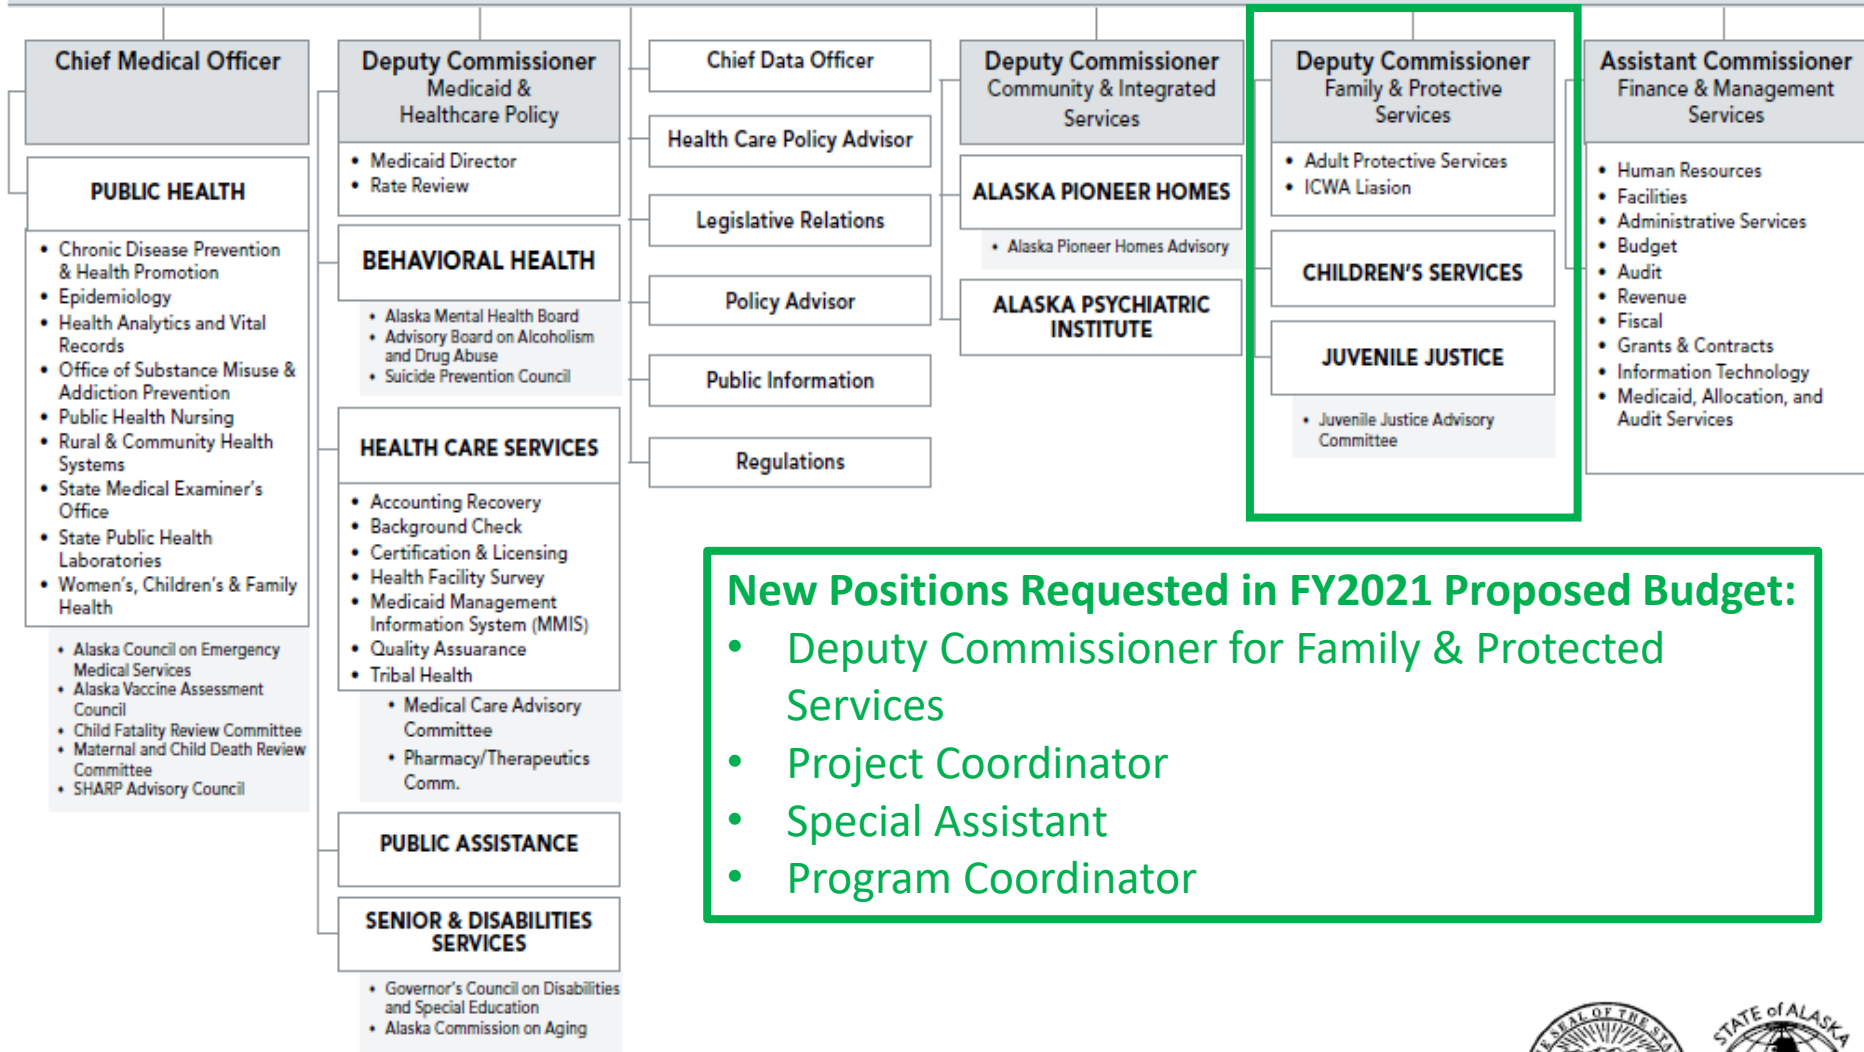 Chief Medical Officer
PUBLIC HEALTH
• Chronic Disease Prevention
& Health Promotion
• Epidemiology
• Health Analytics and Vital
Records
• Office of Substance Misuse &
Addiction Prevention
• Public Health Nursing
• Rural & Community Health
Systems
• State Medical Examiner's
Office
• State Public Health
Laboratories
• Women's, Children's & Family
Health
• Alaska Council on Emergency
Medical Services
• Alaska Vaccine Assessment
Council
• Child Fatality Review Committee
• Maternal and Child Death Review
Committee
• SHARP Advisory Council
Deputy Commissioner
Medicaid &
Healthcare Policy
• Medicaid Director
• Rate Review
BEHAVIORAL HEALTH
• Alaska Mental Health Board
• Advisory Board on Alcoholism
and Drug Abuse
• Suicide Prevention Council
HEALTH CARE SERVICES
• Accounting Recovery
• Background Check
• Certification & Licensing
• Health Facility Survey
• Medicaid Management
Information System (MMIS)
• Quality Assuarance
• Tribal Health
• Medical Care Advisory
Committee
• Pharmacy/Therapeutics
Comm.
PUBLIC ASSISTANCE
SENIOR & DISABILITIES
SERVICES
• Governor's Council on Disabilities
and Special Education
• Alaska Commission on Aging
Chief Data Officer
Health Care Policy Advisor
Legislative Relations
Policy Advisor
Public Information
Regulations
Deputy Commissioner
Community & Integrated
Services
ALASKA PIONEER HOMES
• Alaska Pioneer Homes Advisory
ALASKA PSYCHIATRIC
INSTITUTE
Deputy Commissioner
Family & Protective
Services
• Adult Protective Services
• ICWA Liasion
CHILDREN'S SERVICES
JUVENILE JUSTICE
• Juvenile Justice Advisory
Committee
Assistant Commissioner
Finance & Management
Services
• Human Resources
• Facilities
• Administrative Services
• Budget
• Audit
• Revenue
• Fiscal
• Grants & Contracts
• Information Technology
• Medicaid, Allocation, and
Audit Services
New Positions Requested in FY2021 Proposed Budget:
• Deputy Commissioner for Family & Protected
Services
• Project Coordinator
• Special Assistant
• Program Coordinator
SEAL OF THE
STATE of ALASKA